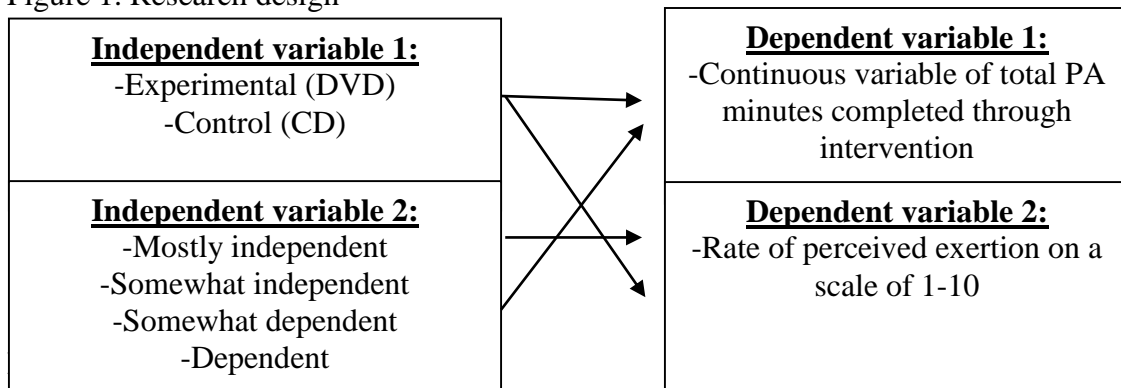 Figure 1. Research design
Independent variable 1:
-Experimental (DVD)
-Control (CD)
Independent variable 2:
-Mostly independent
-Somewhat independent
-Somewhat dependent
-Dependent
Dependent variable 1:
-Continuous variable of total PA
minutes completed through
intervention
Dependent variable 2:
-Rate of perceived exertion on a
scale of 1-10